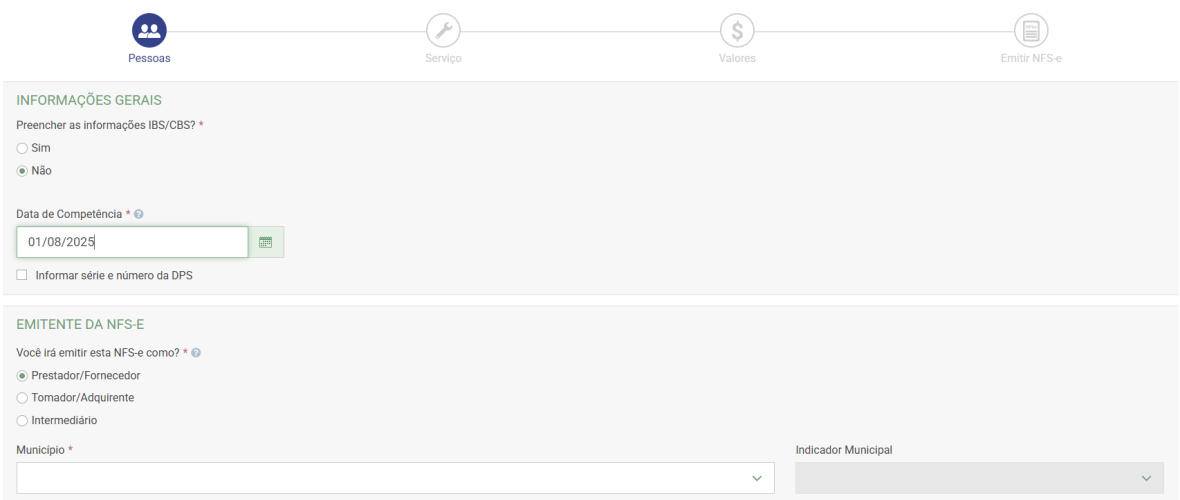 Pessoas
Serviço
Valores
Emitir NFS-e
INFORMAÇÕES GERAIS
Preencher as informações IBS/CBS? *
Sim
Não
Data de Competência * ?
01/08/2025
Informar série e número da DPS
EMITENTE DA NFS-E
Você irá emitir esta NFS-e como? * ?
Prestador/Fornecedor
Tomador/Adquirente
Intermediário
Município *
Indicador Municipal